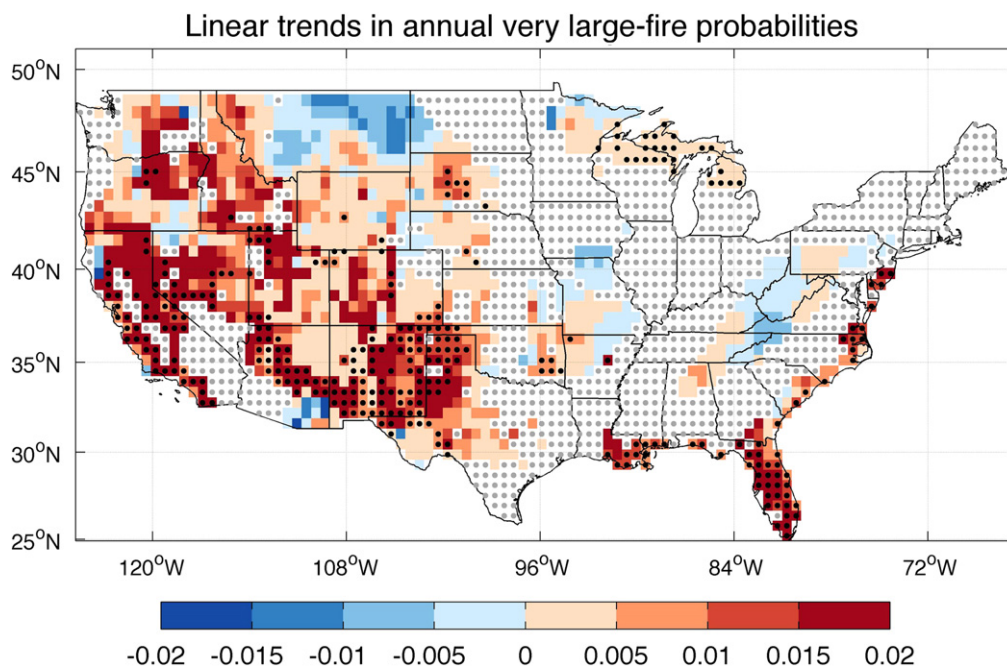 Linear trends in annual very large-fire probabilities
50°N
45°N
40°N
35°N
30°N
25°N
120°W 108°W 96°W 84°W 72°W
-0.02 -0.015 -0.01 -0.005 0 0.005 0.01 0.015 0.02